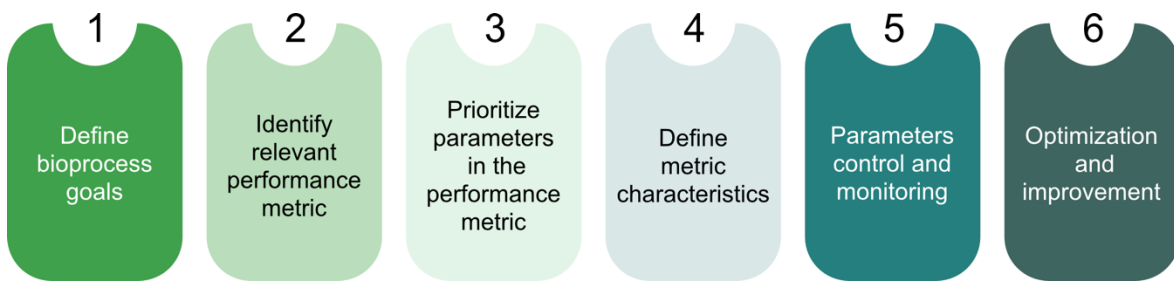 1
Define
bioprocess
goals
2
Identify
relevant
performance
metric
3
Prioritize
parameters
in the
performance
metric
4
Define
metric
characteristics
5
Parameters
control and
monitoring
6
Optimization
and
improvement